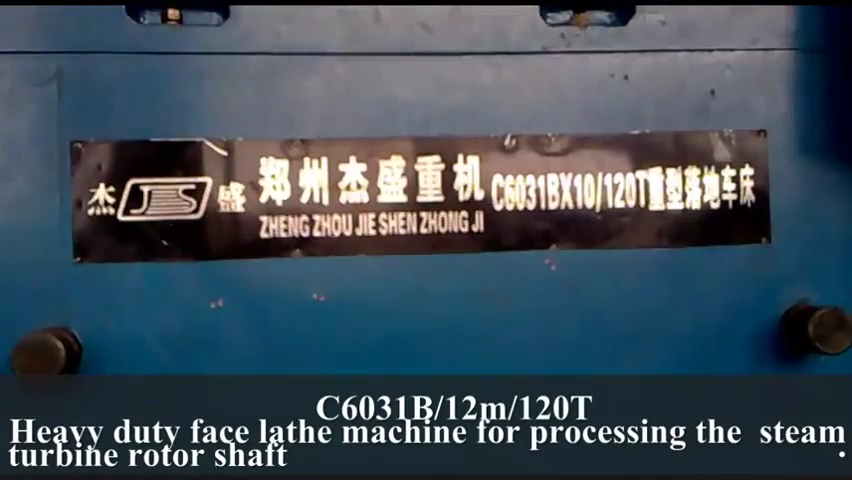 杰 JS 盛 郑州杰盛重机 C6031BX10/120T重型落地车床
ZHENG ZHOU JIE SHEN ZHONG JI
C6031B/12m/120T
Heavy duty face lathe machine for processing the steam
turbine rotor shaft .